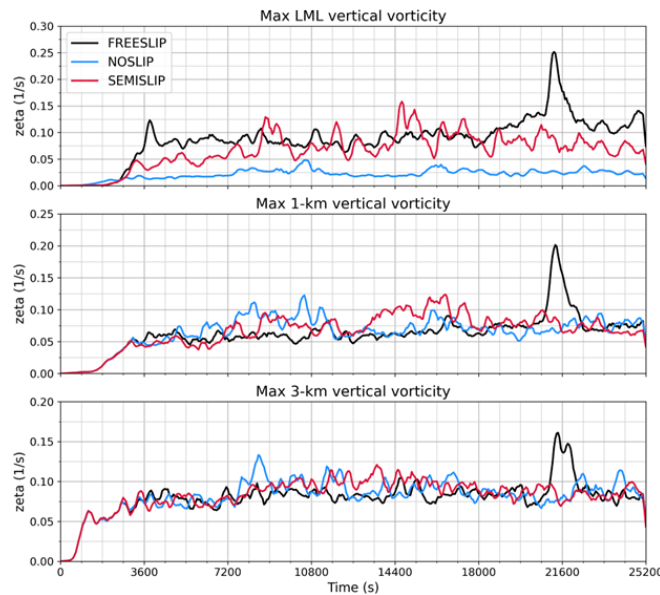 Max LML vertical vorticity
0.30
0.25
0.20
0.15
0.10
0.05
0.00
zeta (1/s)
FREESLIP
NOSLIP
SEMISLIP
Max 1-km vertical vorticity
0.25
0.20
0.15
0.10
0.05
0.00
zeta (1/s)
Max 3-km vertical vorticity
0.20
0.15
0.10
0.05
0.00
zeta (1/s)
0 3600 7200 10800 14400 18000 21600 25200
Time (s)